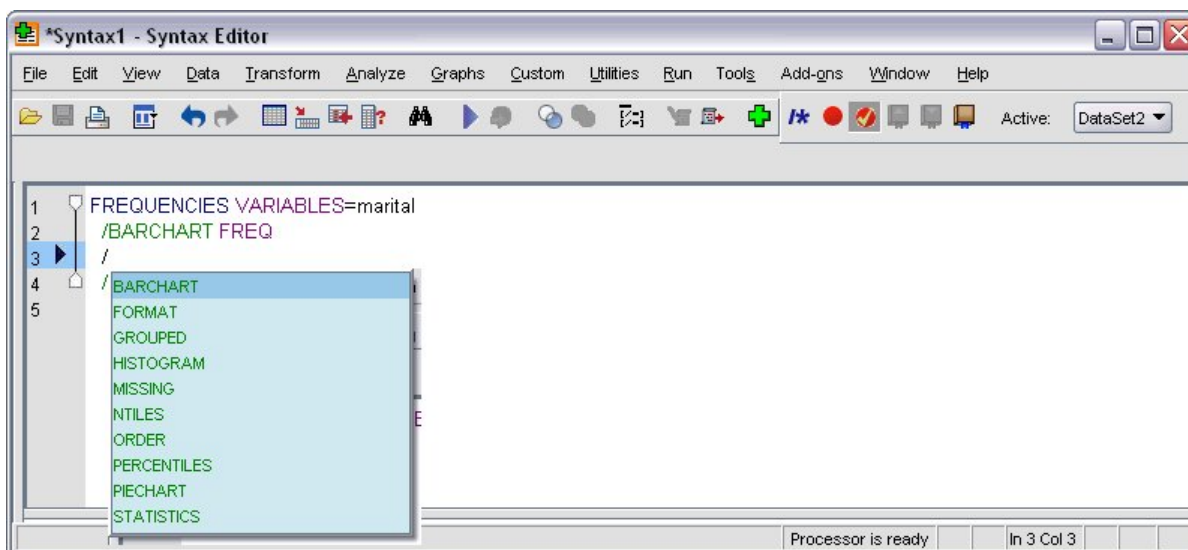 *Syntax1 - Syntax Editor
File Edit View Data Transform Analyze Graphs Custom Utilities Run Tools Add-ons Window Help
Active: DataSet2
1 FREQUENCIES VARIABLES=marital
2 /BARCHART FREQ
3 /
4 /
5
BARCHART
FORMAT
GROUPED
HISTOGRAM
MISSING
NTILES
ORDER
PERCENTILES
PIECHART
STATISTICS
E
Processor is ready In 3 Col 3